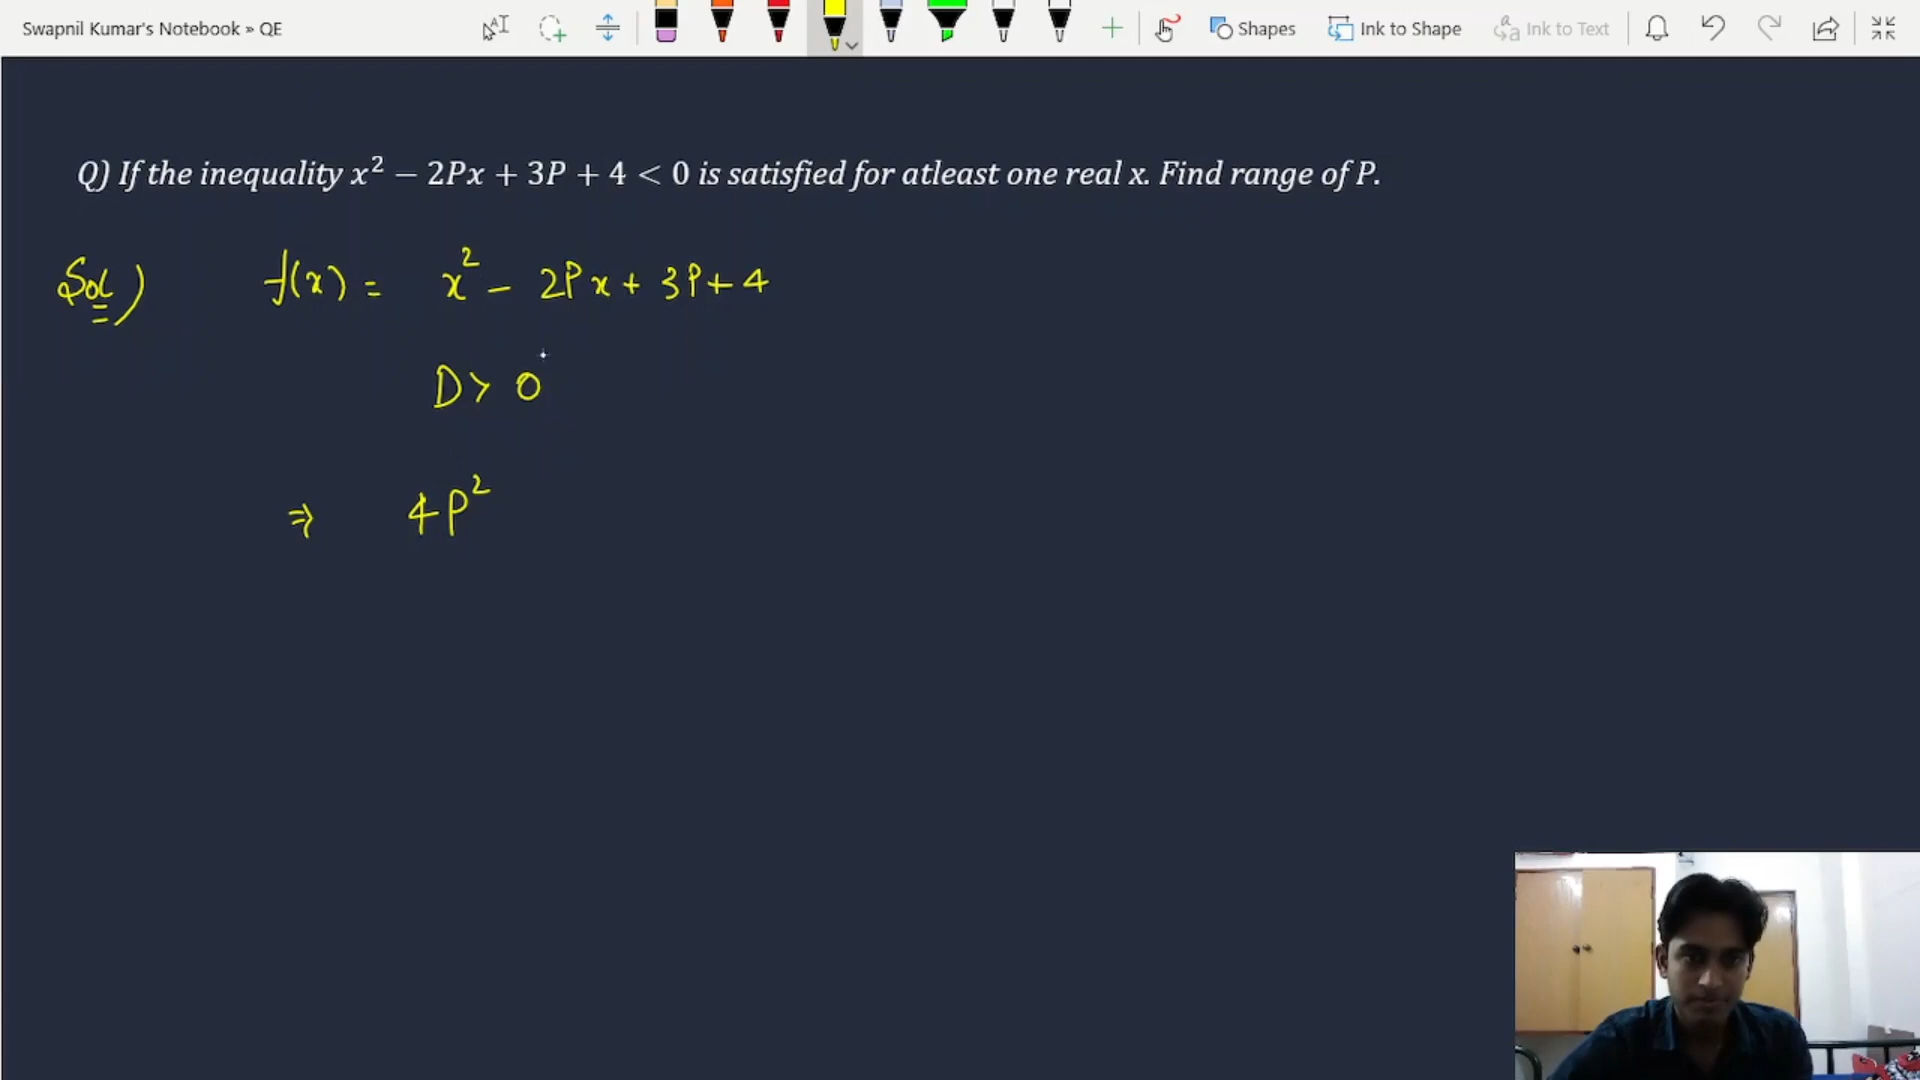 Swapnil Kumar's Notebook » QE
Shapes
Ink to Shape
Ink to Text
Q) If the inequality x² − 2Px + 3P + 4 < 0 is satisfied for atleast one real x. Find range of P.
Sol) f(x) = x² − 2Px + 3P + 4
D > 0
⇒ 4P²